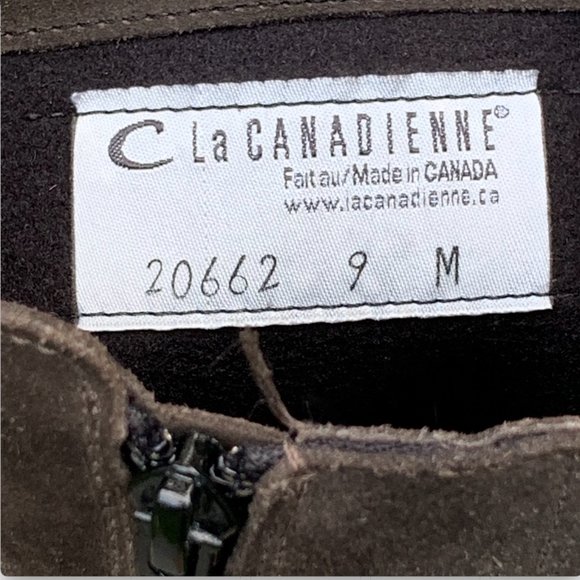 La CANADIENNE®
Fait au/Made in CANADA
www.lacanadienne.ca
20662 9 M